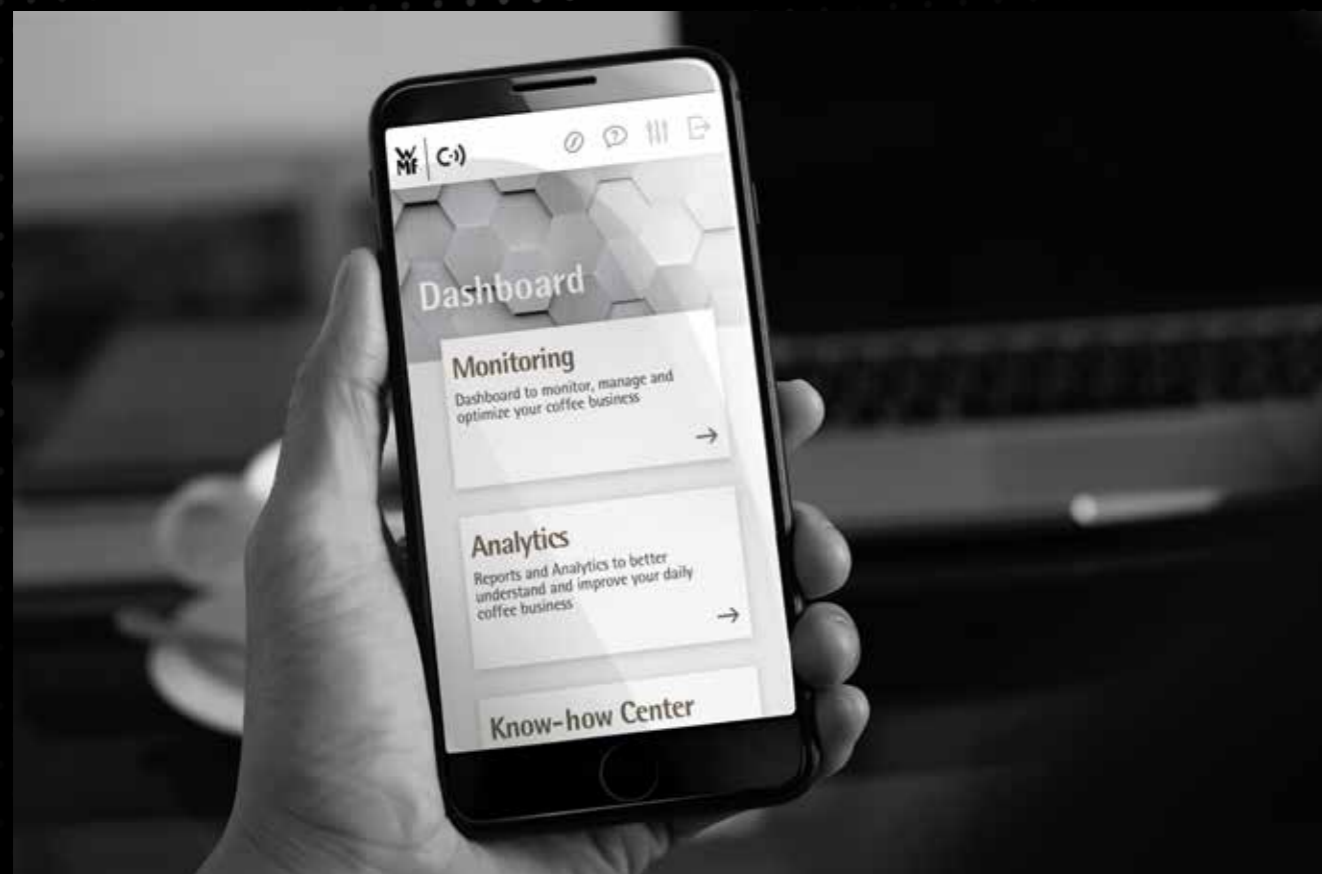 WMF
Dashboard
Monitoring
Dashboard to monitor, manage and
optimize your coffee business
Analytics
Reports and Analytics to better
understand and improve your daily
coffee business
Know-how Center